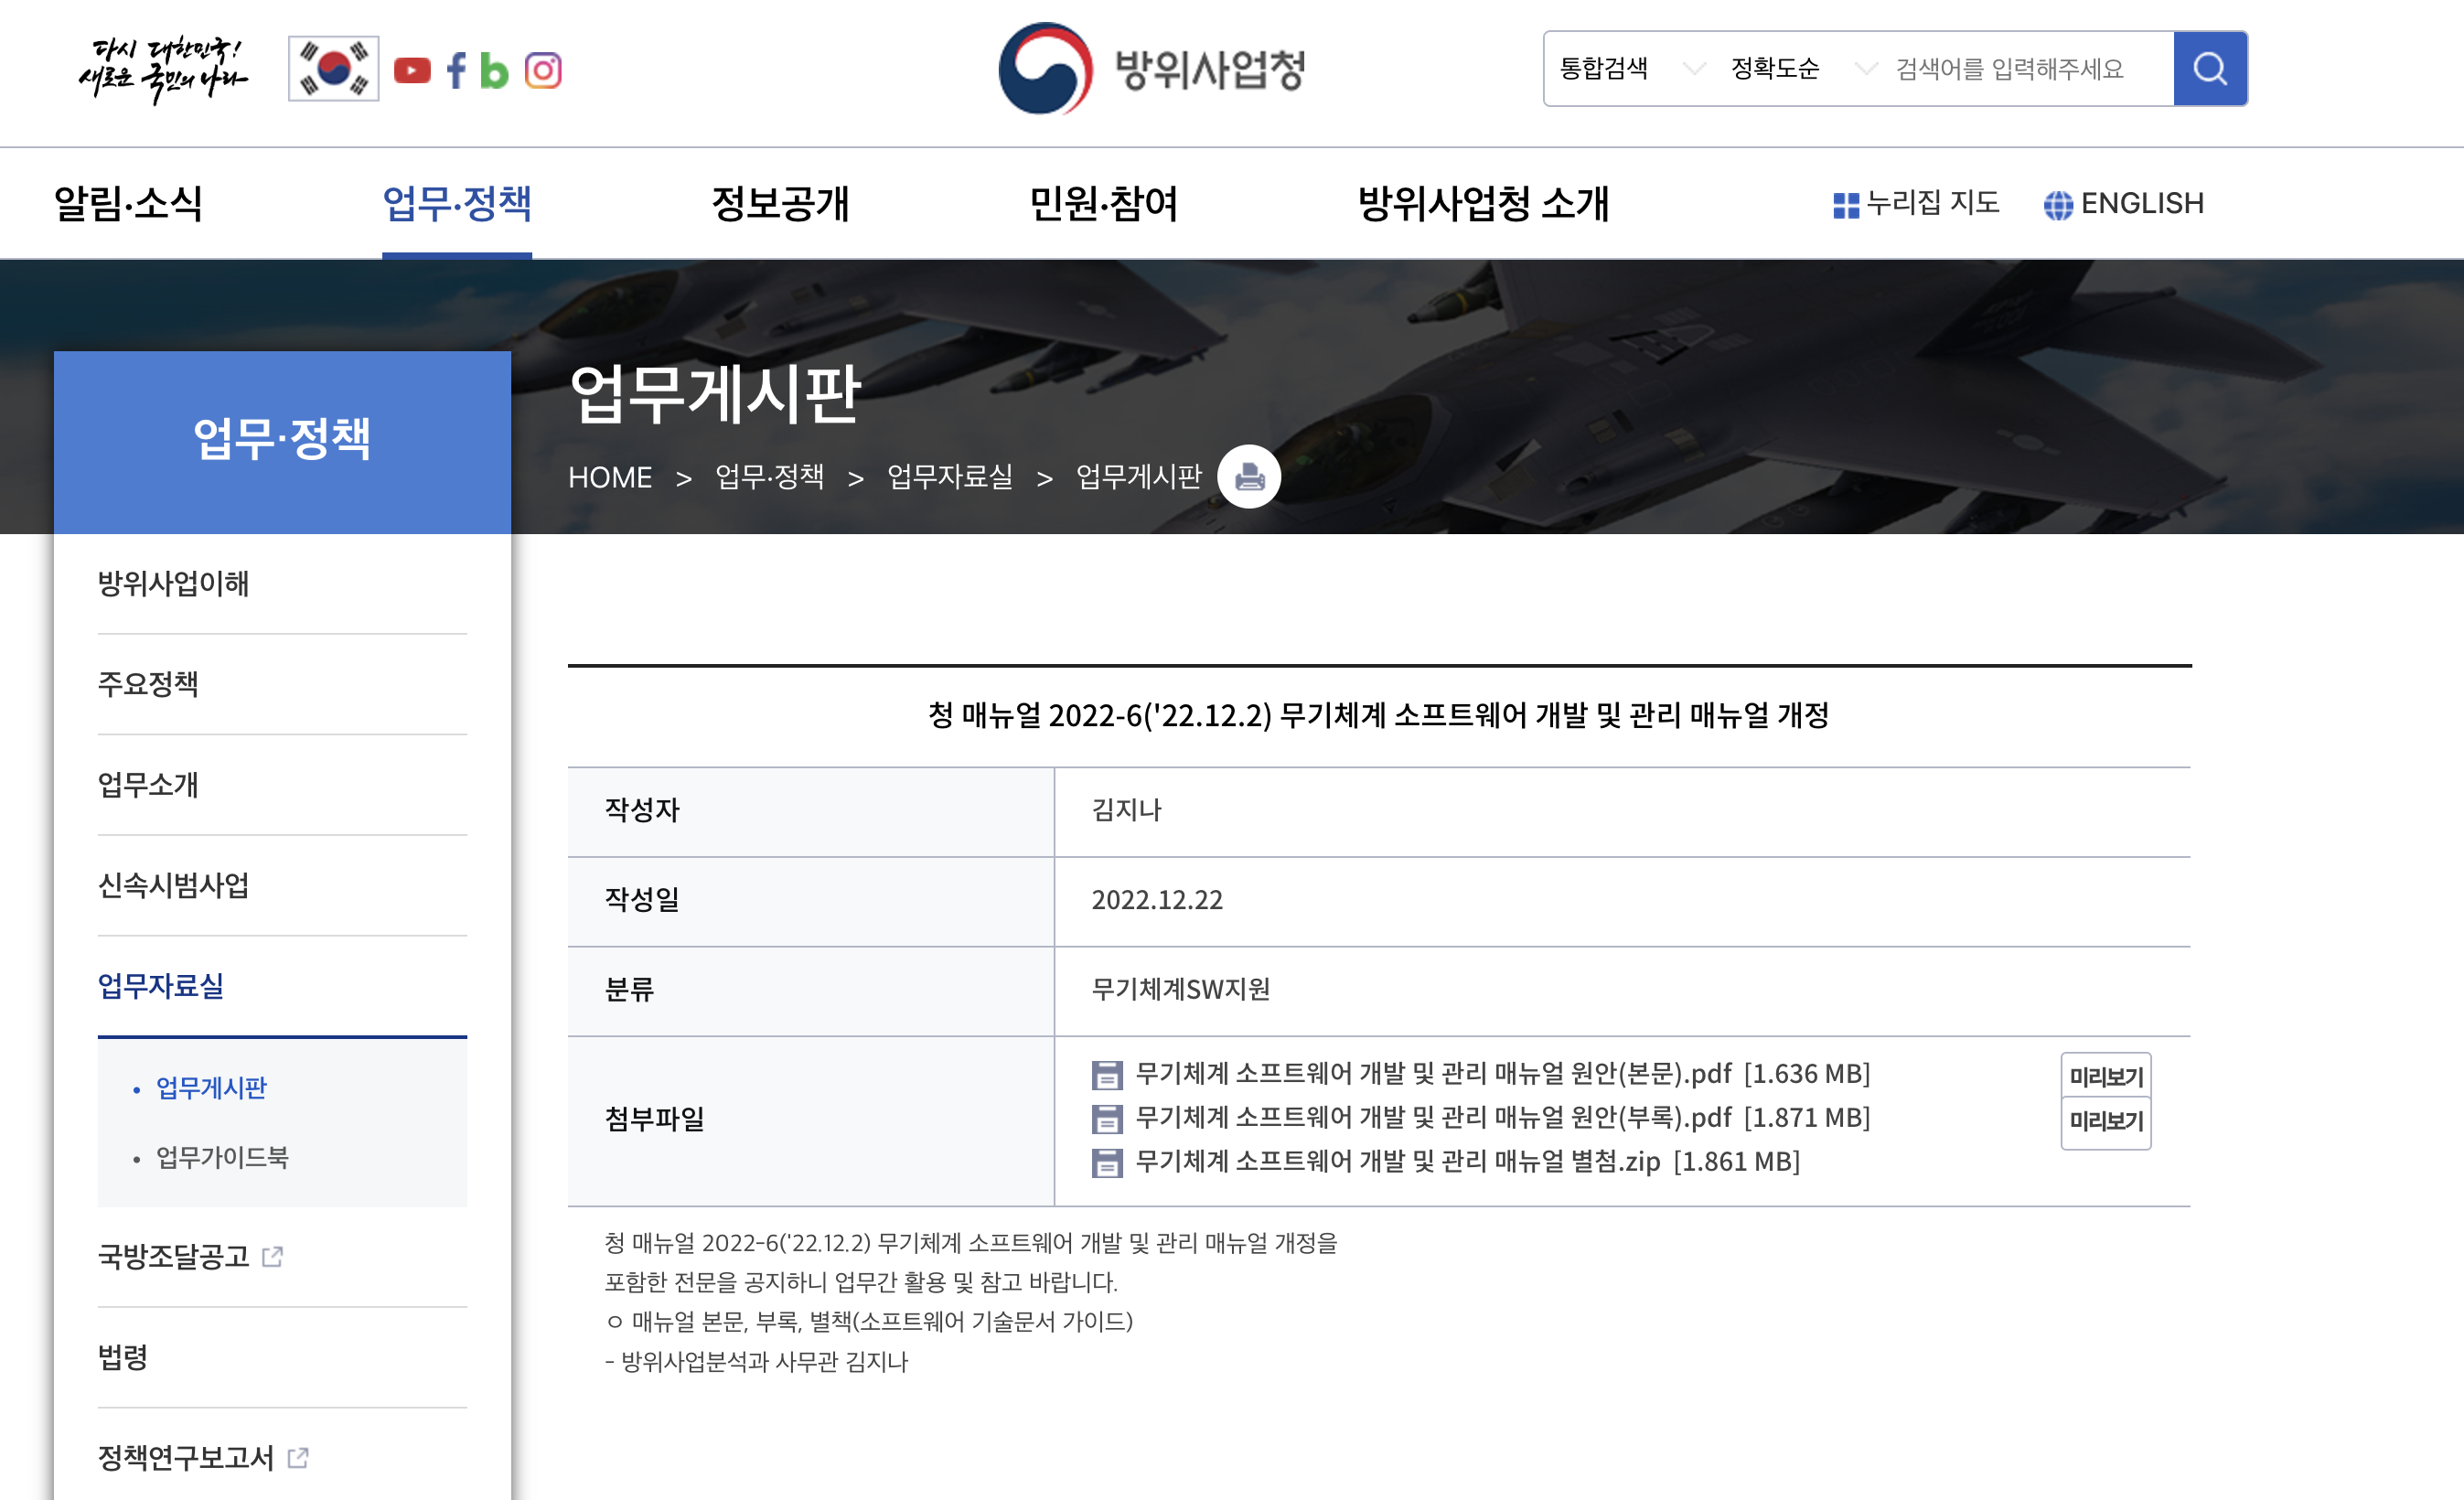 다시 대한민국!
새로운 국민의 나라
방위사업청
통합검색 정확도순 검색어를 입력해주세요
알림·소식 업무·정책 정보공개 민원·참여 방위사업청 소개 누리집 지도 ENGLISH
업무게시판
HOME > 업무·정책 > 업무자료실 > 업무게시판
업무·정책
방위사업이해
주요정책
업무소개
신속시범사업
업무자료실
• 업무게시판
• 업무가이드북
국방조달공고
법령
정책연구보고서
청 매뉴얼 2022-6('22.12.2) 무기체계 소프트웨어 개발 및 관리 매뉴얼 개정
작성자 김지나
작성일 2022.12.22
분류 무기체계SW지원
첨부파일
무기체계 소프트웨어 개발 및 관리 매뉴얼 원안(본문).pdf [1.636 MB] 미리보기
무기체계 소프트웨어 개발 및 관리 매뉴얼 원안(부록).pdf [1.871 MB] 미리보기
무기체계 소프트웨어 개발 및 관리 매뉴얼 별첨.zip [1.861 MB]
청 매뉴얼 2022-6('22.12.2) 무기체계 소프트웨어 개발 및 관리 매뉴얼 개정을
포함한 전문을 공지하니 업무간 활용 및 참고 바랍니다.
ㅇ 매뉴얼 본문, 부록, 별책(소프트웨어 기술문서 가이드)
- 방위사업분석과 사무관 김지나